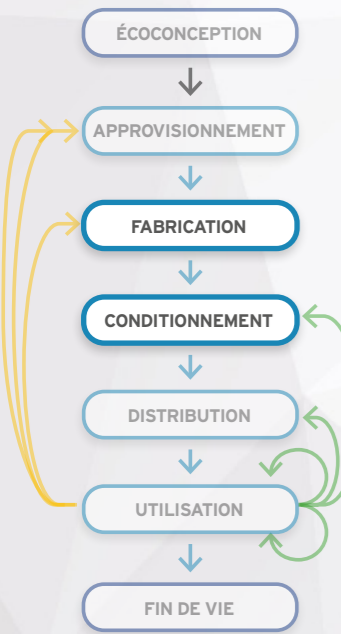 ÉCOCONCEPTION
APPROVISIONNEMENT
FABRICATION
CONDITIONNEMENT
DISTRIBUTION
UTILISATION
FIN DE VIE